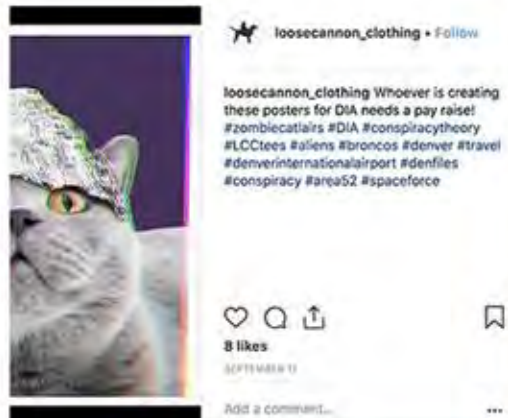 loosecannon_clothing • Follow
loosecannon_clothing Whoever is creating
these posters for DIA needs a pay raise!
#zombiecatlairs #DIA #conspiracytheory
#LCCtees #aliens #broncos #denver #travel
#denverinternationalairport #denfiles
#conspiracy #area52 #spaceforce
8 likes
SEPTEMBER 11
Add a comment...